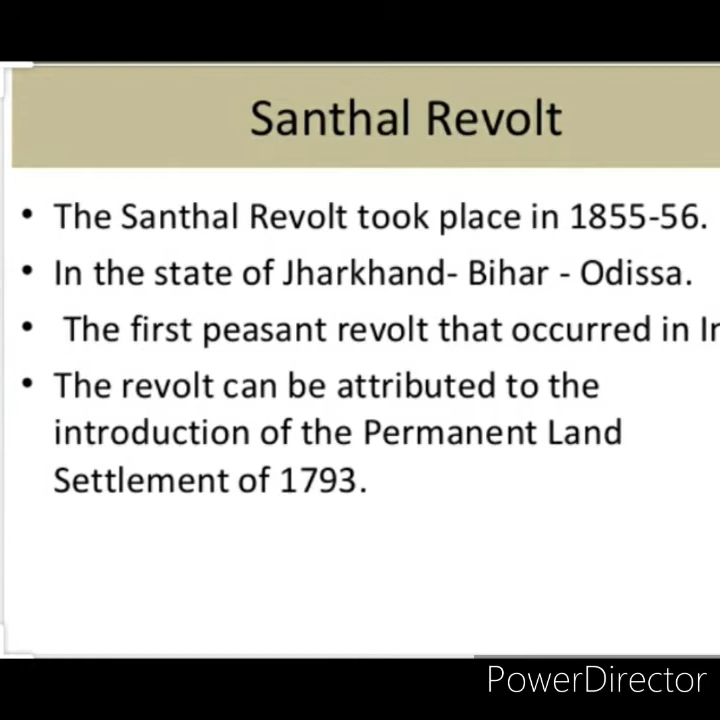 Santhal Revolt
• The Santhal Revolt took place in 1855-56.
• In the state of Jharkhand- Bihar - Odissa.
• The first peasant revolt that occurred in
• The revolt can be attributed to the
introduction of the Permanent Land
Settlement of 1793.
PowerDirector